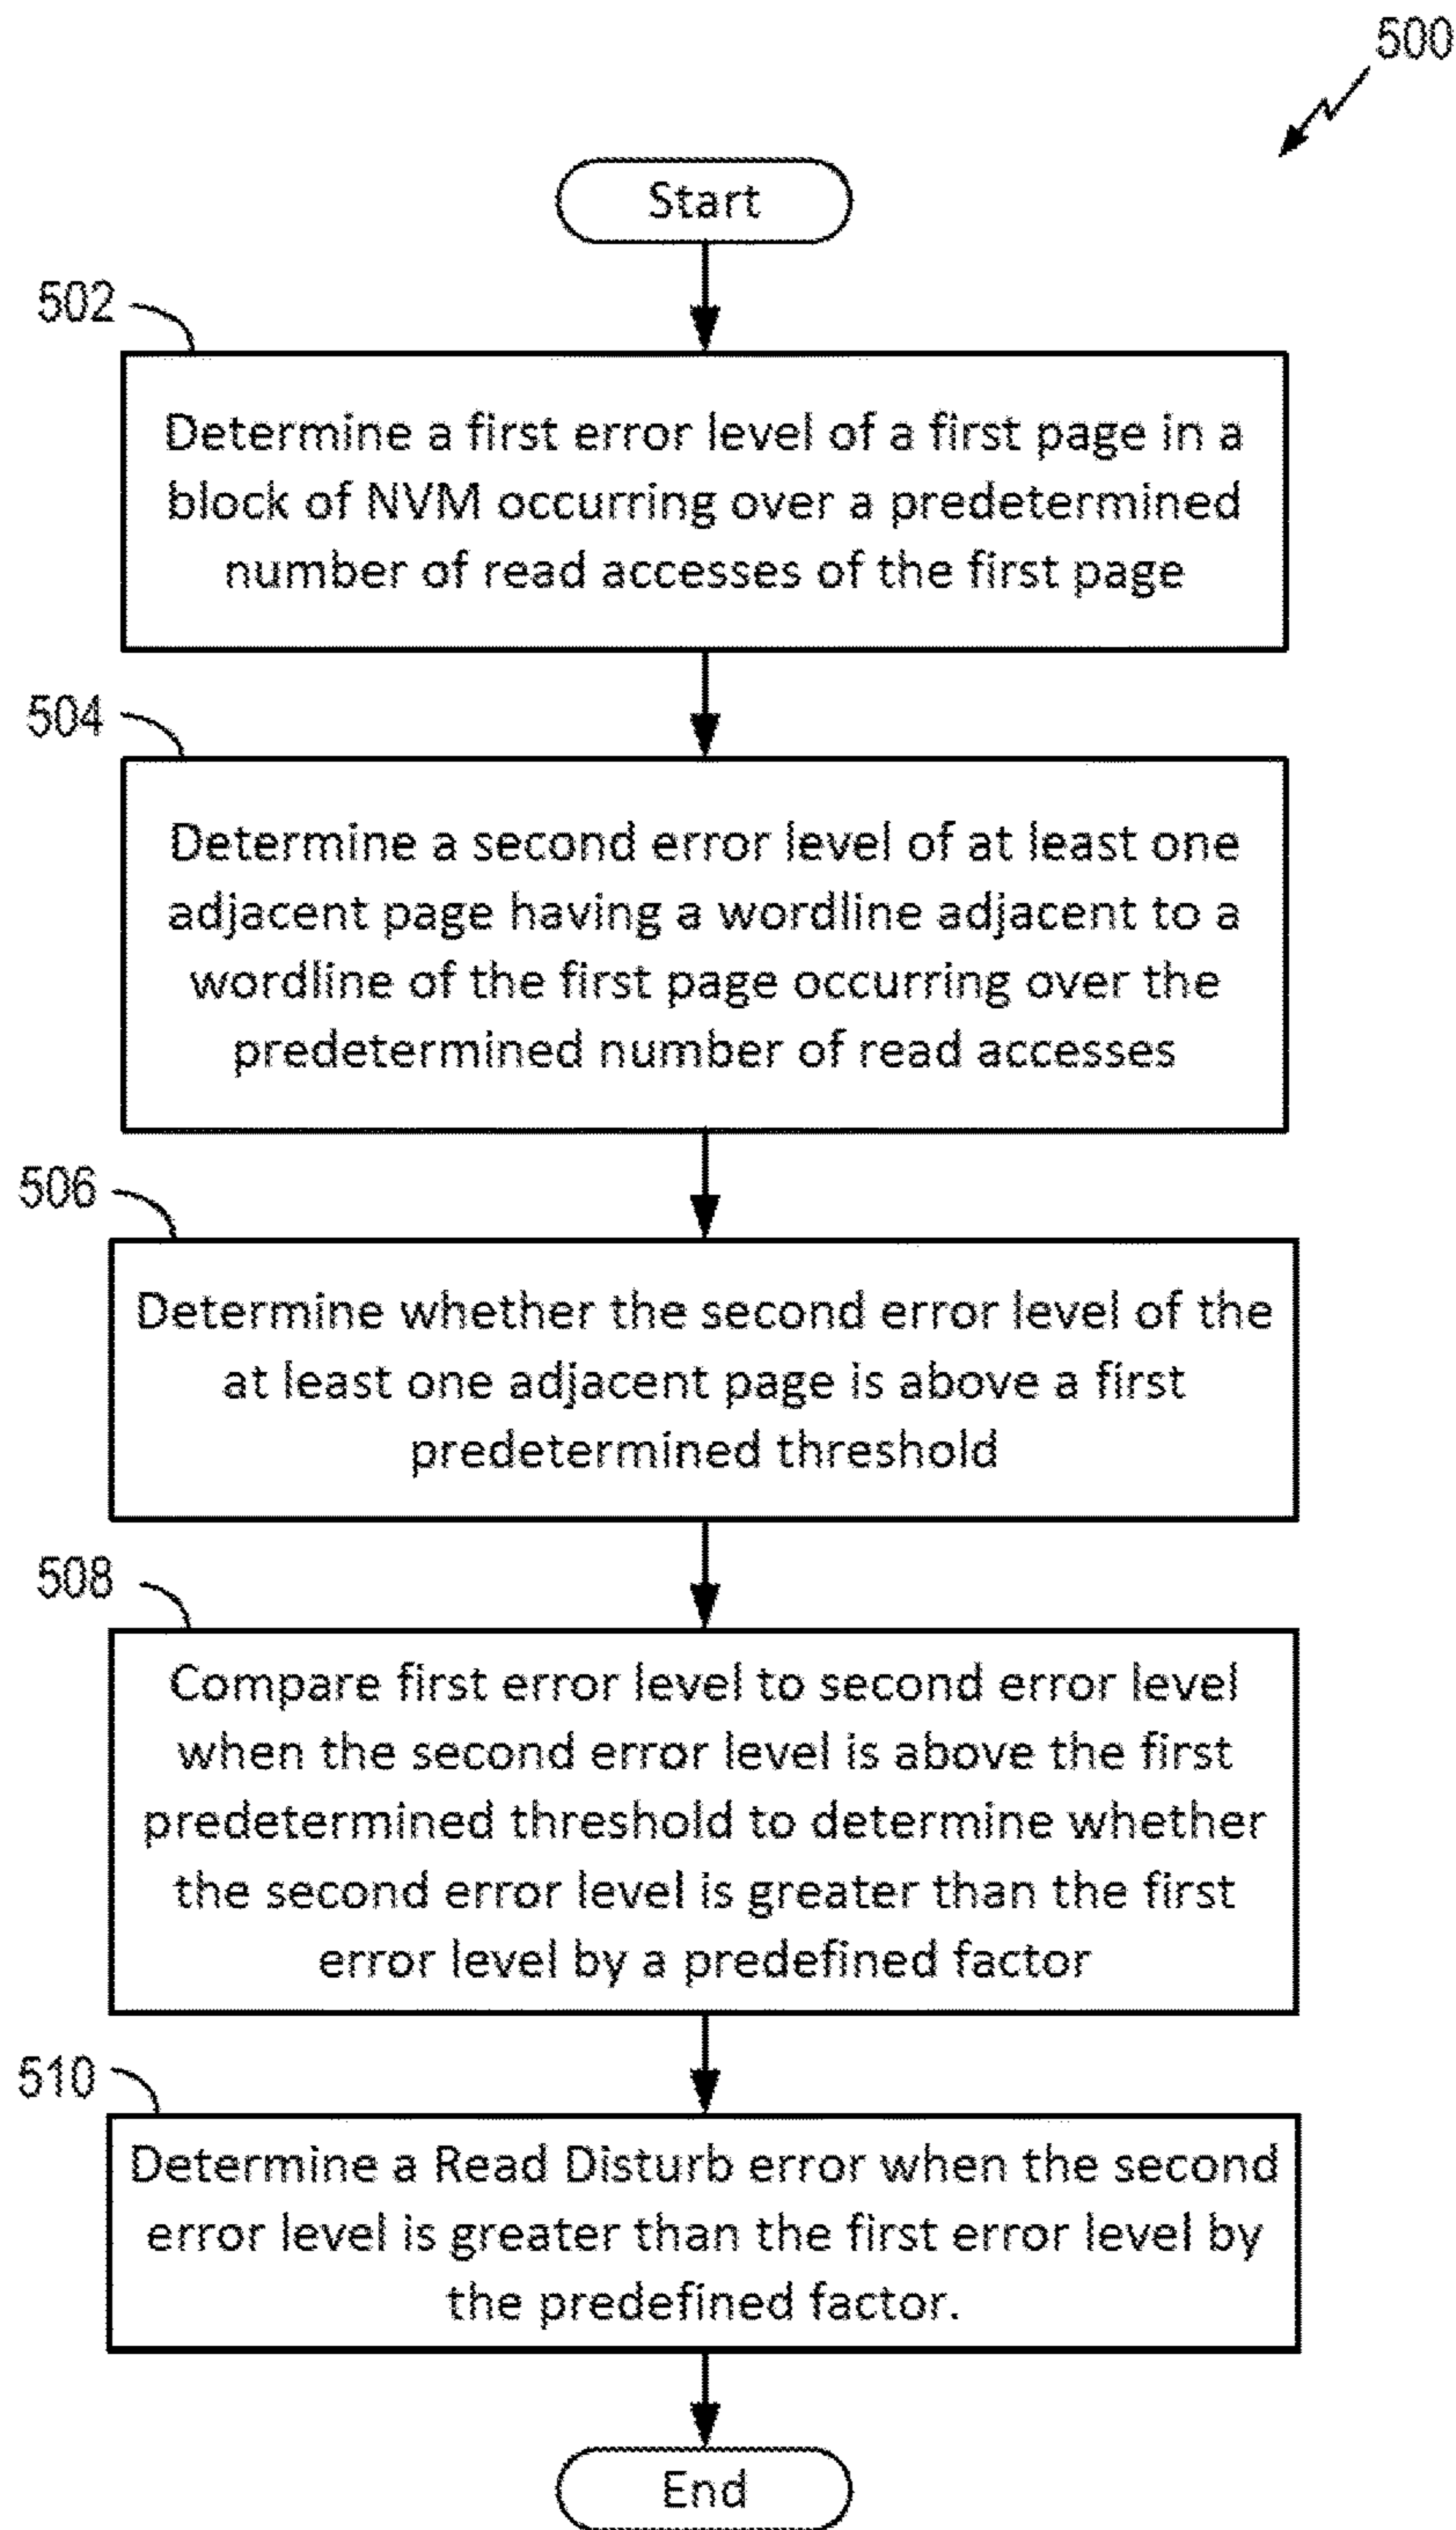 500
Start
502
Determine a first error level of a first page in a
block of NVM occurring over a predetermined
number of read accesses of the first page
504
Determine a second error level of at least one
adjacent page having a wordline adjacent to a
wordline of the first page occurring over the
predetermined number of read accesses
506
Determine whether the second error level of the
at least one adjacent page is above a first
predetermined threshold
508
Compare first error level to second error level
when the second error level is above the first
predetermined threshold to determine whether
the second error level is greater than the first
error level by a predefined factor
510
Determine a Read Disturb error when the second
error level is greater than the first error level by
the predefined factor.
End